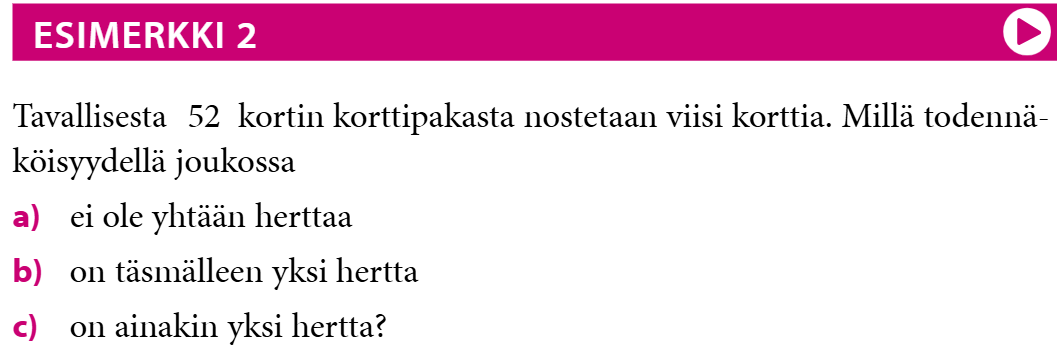 ESIMERKKI 2
Tavallisesta 52 kortin korttipakasta nostetaan viisi korttia. Millä todennä-
köisyydellä joukossa
a) ei ole yhtään herttaa
b) on täsmälleen yksi hertta
c) on ainakin yksi hertta?